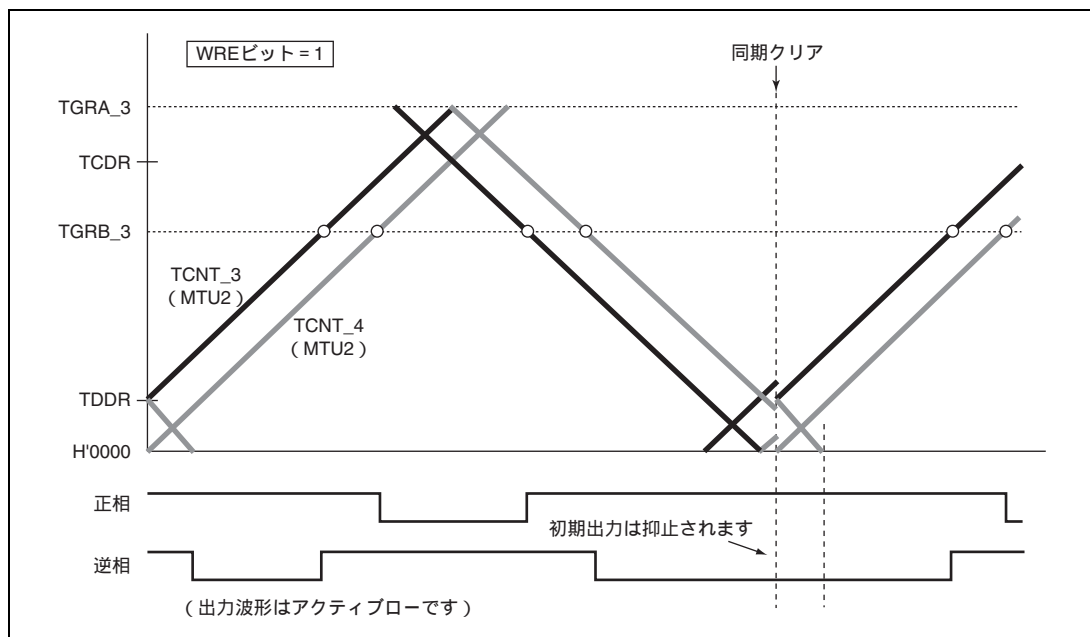 WREビット = 1
同期クリア
TGRA_3
TCDR
TGRB_3
TCNT_3
( MTU2 )
TCNT_4
( MTU2 )
TDDR
H'0000
正相
初期出力は抑止されます
逆相
( 出力波形はアクティブローです )